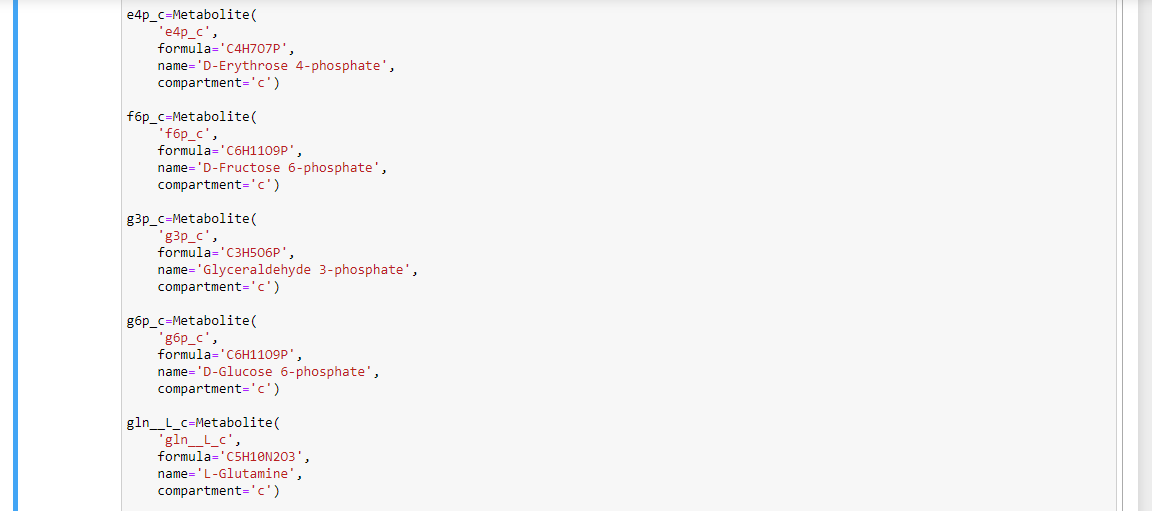 e4p_c=Metabolite(
    'e4p_c',
    formula='C4H7O7P',
    name='D-Erythrose 4-phosphate',
    compartment='c')

f6p_c=Metabolite(
    'f6p_c',
    formula='C6H11O9P',
    name='D-Fructose 6-phosphate',
    compartment='c')

g3p_c=Metabolite(
    'g3p_c',
    formula='C3H5O6P',
    name='Glyceraldehyde 3-phosphate',
    compartment='c')

g6p_c=Metabolite(
    'g6p_c',
    formula='C6H11O9P',
    name='D-Glucose 6-phosphate',
    compartment='c')

gln__L_c=Metabolite(
    'gln__L_c',
    formula='C5H10N2O3',
    name='L-Glutamine',
    compartment='c')